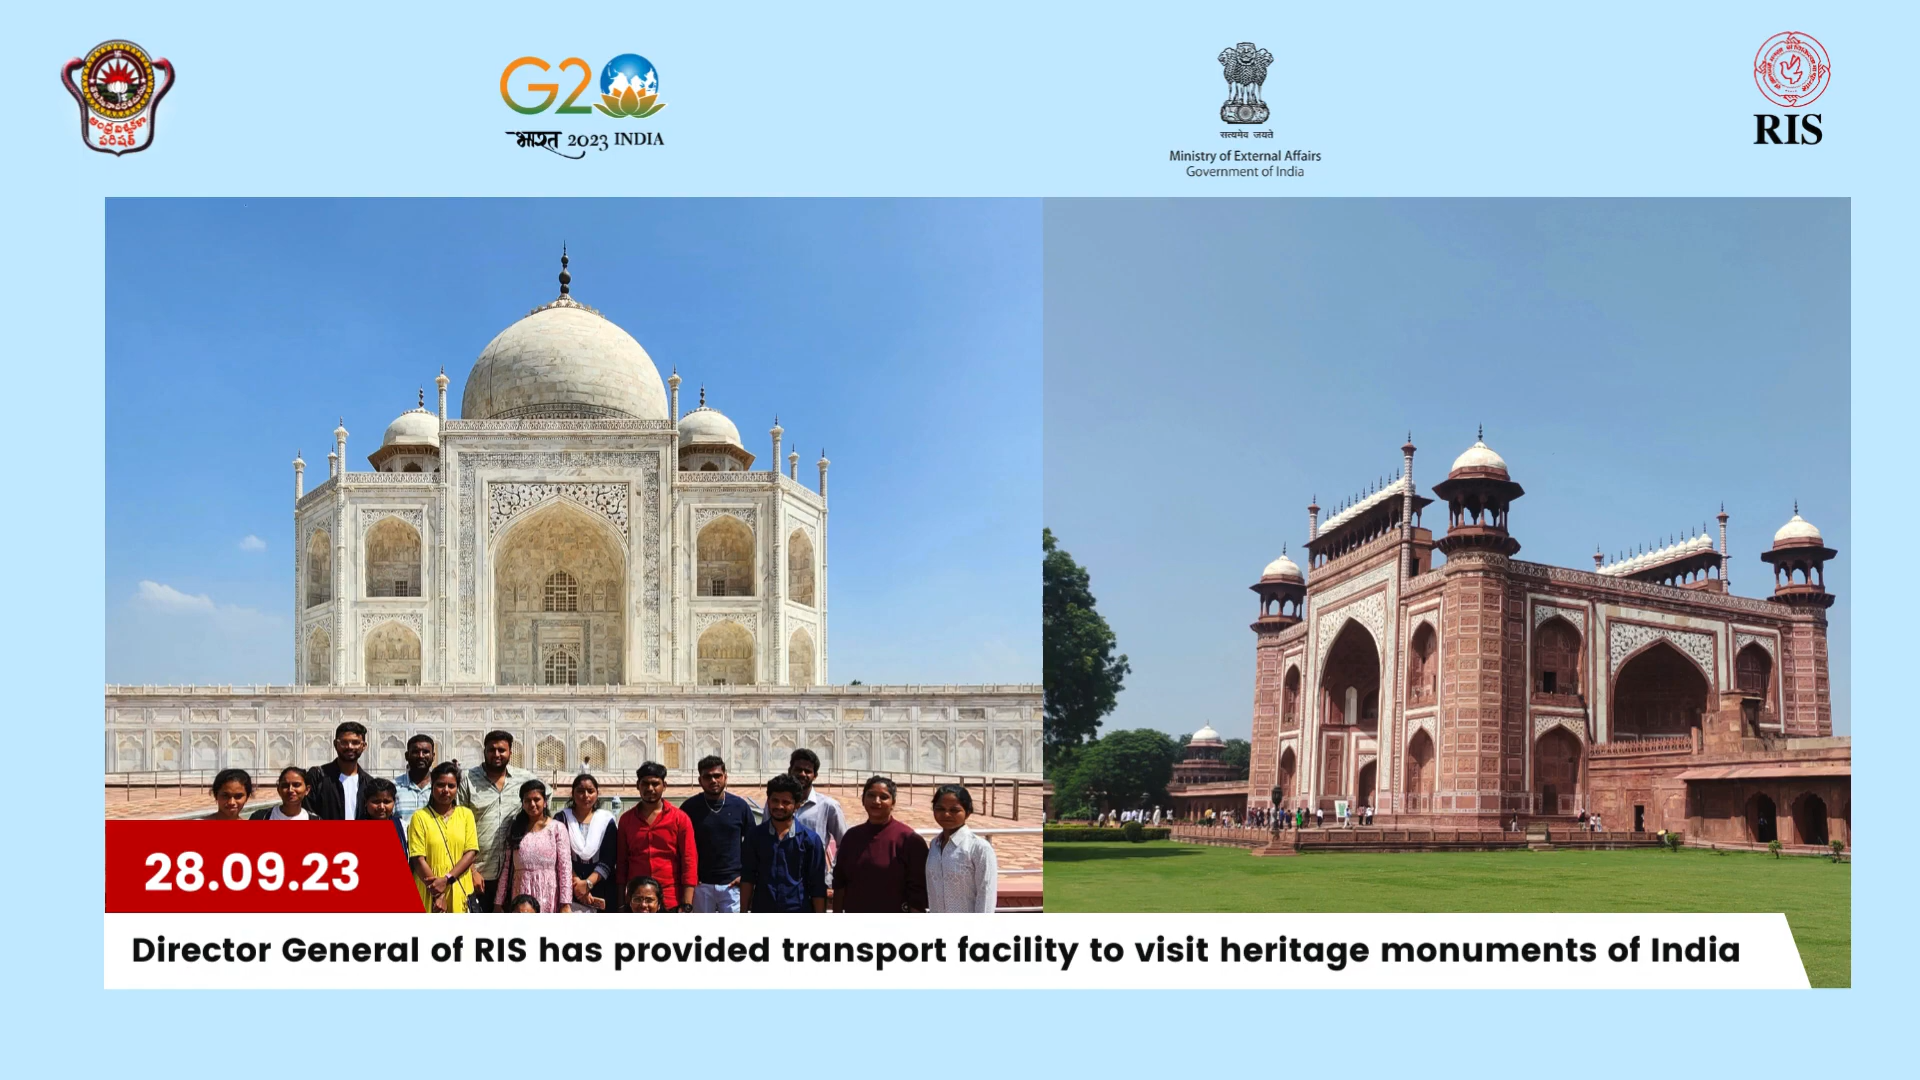 G20
भारत 2023 INDIA
सत्यमेव जयते
Ministry of External Affairs
Government of India
RIS
28.09.23
Director General of RIS has provided transport facility to visit heritage monuments of India